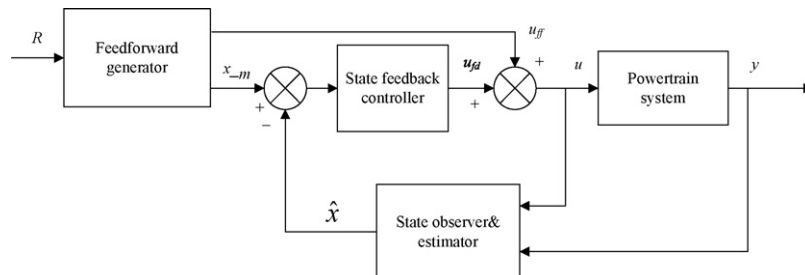 R
Feedforward
generator
x_m
+
−
State feedback
controller
u_fd
+
u_ff
+
u
Powertrain
system
y
x̂
State observer&
estimator